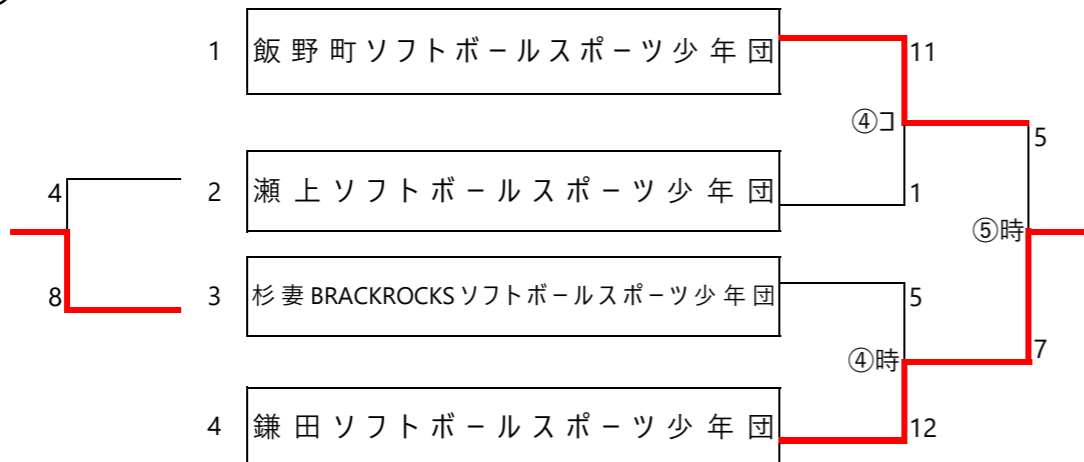 1 飯野町ソフトボールスポーツ少年団 11
④コ
5
4 2 瀬上ソフトボールスポーツ少年団 1
⑤時
8 3 杉妻BRACKROCKSソフトボールスポーツ少年団 5
④時
7
4 鎌田ソフトボールスポーツ少年団 12